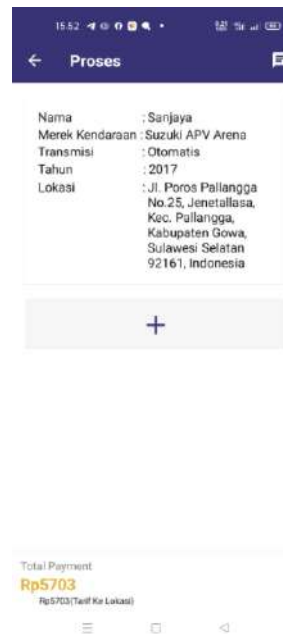 15.52
Proses
Nama : Sanjaya
Merek Kendaraan : Suzuki APV Arena
Transmisi : Otomatis
Tahun : 2017
Lokasi : Jl. Poros Pallangga
No.25, Jenetallasa,
Kec. Pallangga,
Kabupaten Gowa,
Sulawesi Selatan
92161, Indonesia
+
Total Payment
Rp5703
Rp5703(Tarif Ke Lokasi)